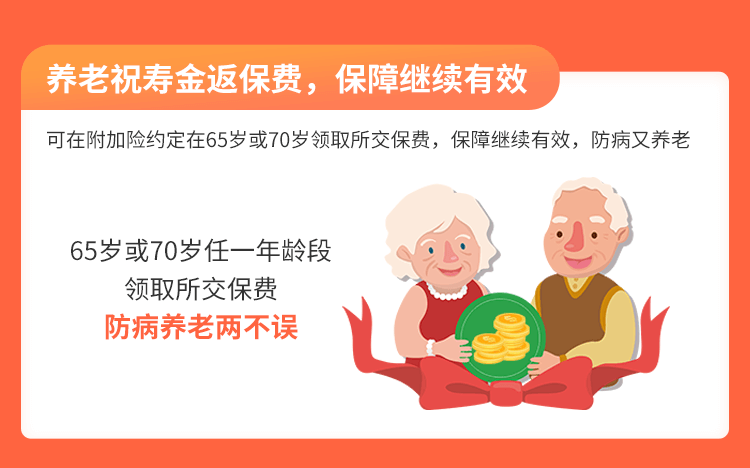 养老祝寿金返保费，保障继续有效
可在附加险约定在65岁或70岁领取所交保费，保障继续有效，防病又养老
65岁或70岁任一年龄段
领取所交保费
防病养老两不误